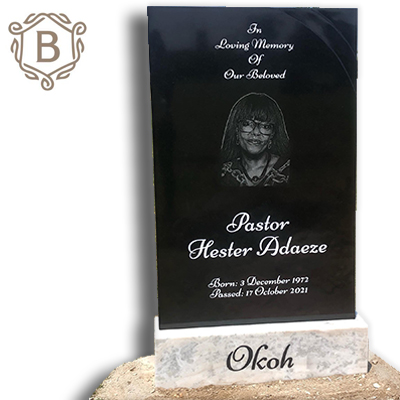 B
In
Loving Memory
Of
Our Beloved
Pastor
Hester Adaeze
Born: 3 December 1972
Passed: 17 October 2021
Okoh